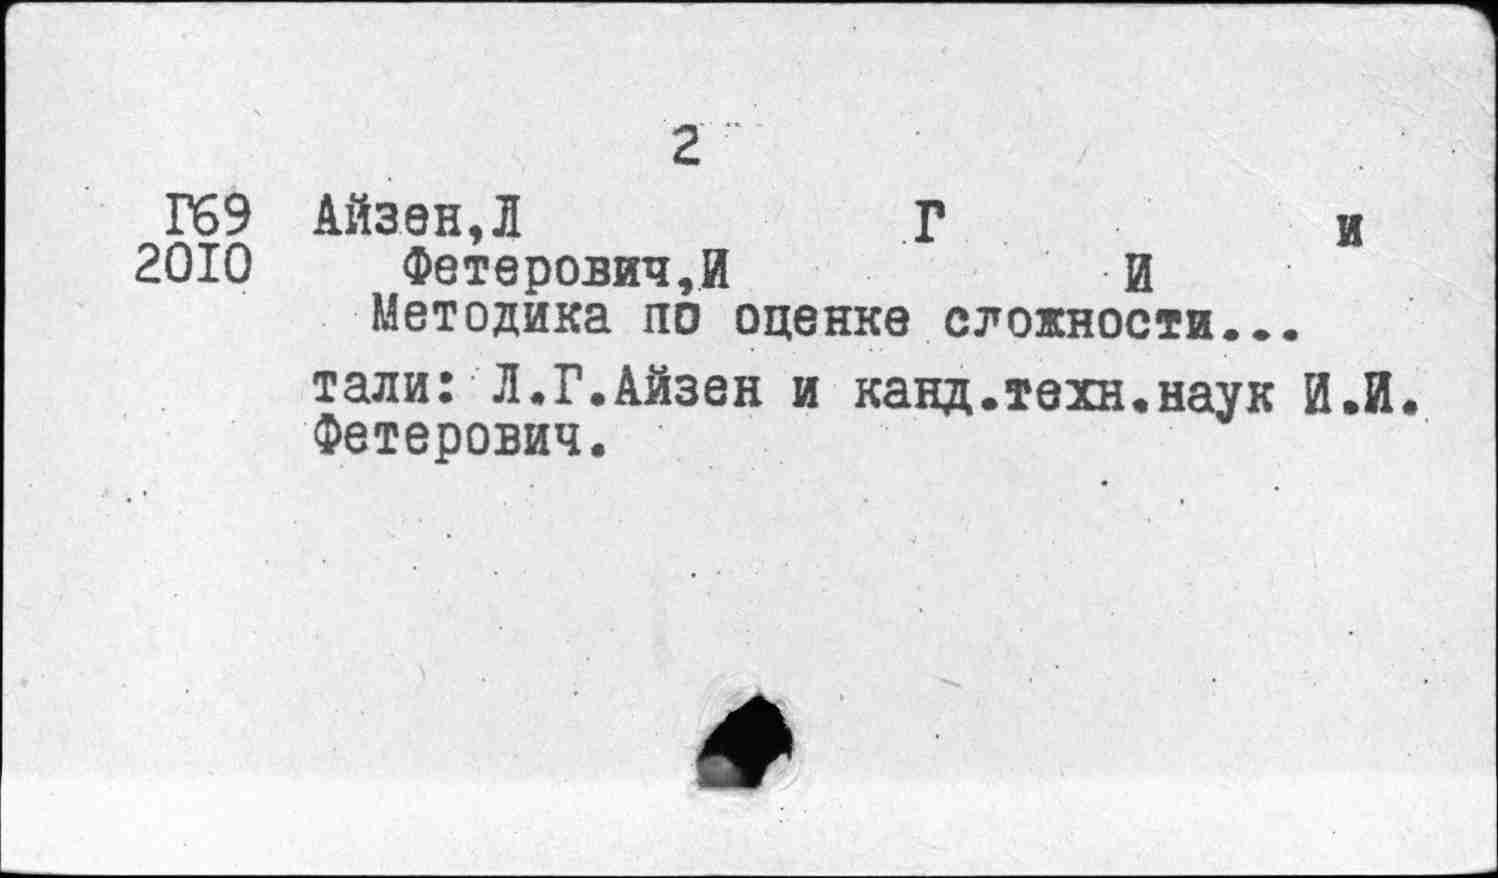 2
Г69 Айзен,Л Г и
2010 Фетерович,И И
Методика по оценке сложности...
тали: Л.Г.Айзен и канд.техн.наук И.И.
Фетерович.